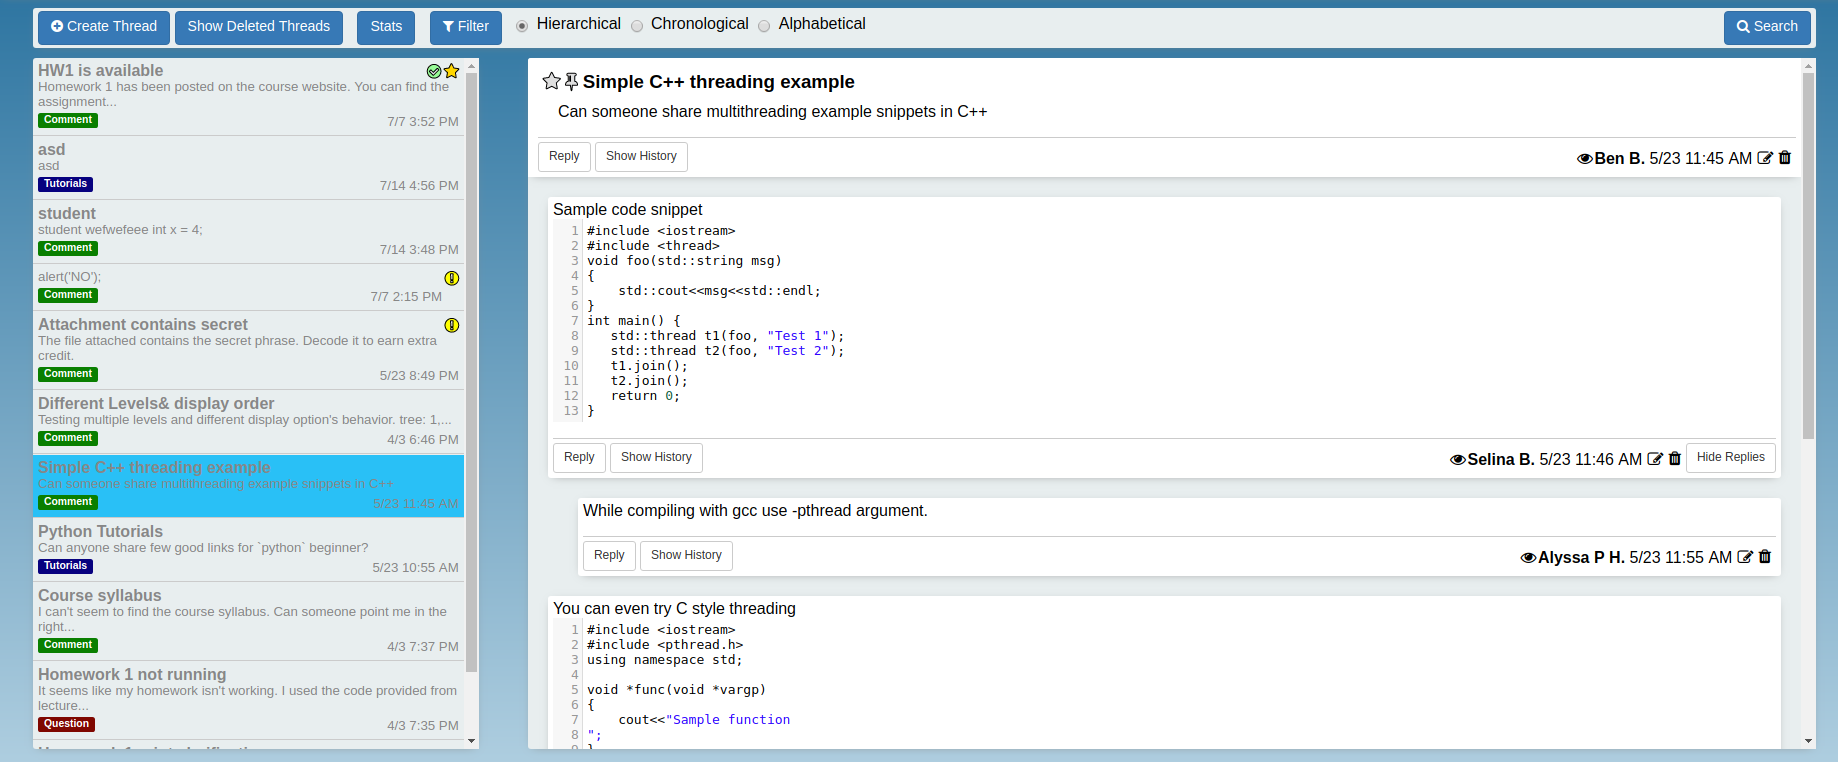 Create Thread Show Deleted Threads Stats Filter Hierarchical Chronological Alphabetical Search
HW1 is available
Homework 1 has been posted on the course website. You can find the
assignment...
Comment 7/7 3:52 PM
asd
asd
Tutorials 7/14 4:56 PM
student
student wefwefeee int x = 4;
Comment 7/14 3:48 PM
alert('NO');
Comment 7/7 2:15 PM
Attachment contains secret
The file attached contains the secret phrase. Decode it to earn extra
credit.
Comment 5/23 8:49 PM
Different Levels& display order
Testing multiple levels and different display option's behavior. tree: 1,...
Comment 4/3 6:46 PM
Simple C++ threading example
Can someone share multithreading example snippets in C++
Comment 5/23 11:45 AM
Python Tutorials
Can anyone share few good links for `python` beginner?
Tutorials 5/23 10:55 AM
Course syllabus
I can't seem to find the course syllabus. Can someone point me in the
right...
Comment 4/3 7:37 PM
Homework 1 not running
It seems like my homework isn't working. I used the code provided from
lecture...
Question 4/3 7:35 PM
Simple C++ threading example
Can someone share multithreading example snippets in C++
Reply Show History Ben B. 5/23 11:45 AM
Sample code snippet
1 #include <iostream>
2 #include <thread>
3 void foo(std::string msg)
4 {
5 std::cout<<msg<<std::endl;
6 }
7 int main() {
8 std::thread t1(foo, "Test 1");
9 std::thread t2(foo, "Test 2");
10 t1.join();
11 t2.join();
12 return 0;
13 }
Reply Show History Selina B. 5/23 11:46 AM Hide Replies
While compiling with gcc use -pthread argument.
Reply Show History Alyssa P H. 5/23 11:55 AM
You can even try C style threading
1 #include <iostream>
2 #include <pthread.h>
3 using namespace std;
4
5 void *func(void *vargp)
6 {
7 cout<<"Sample function
8 ";
9 }